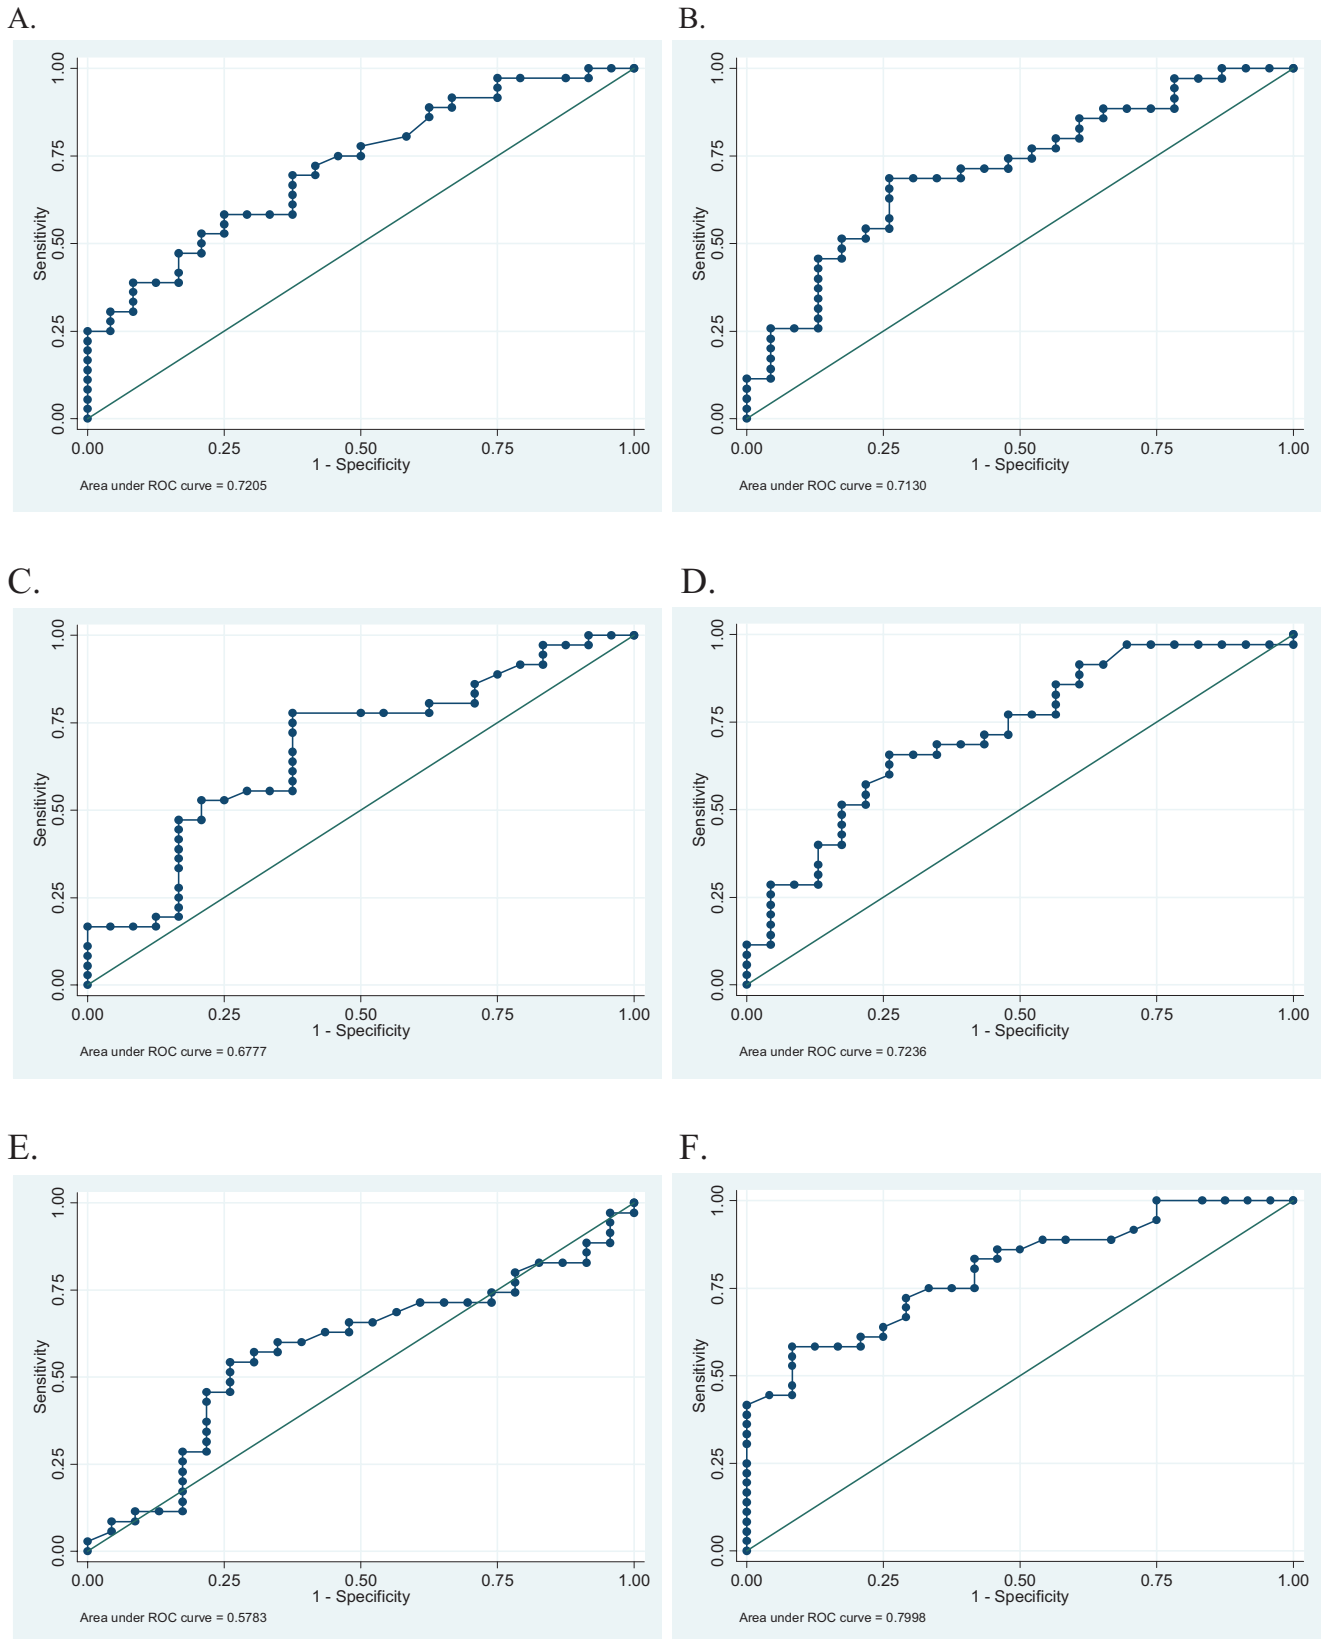 A.
Sensitivity
1.00
0.75
0.50
0.25
0.00
0.00 0.25 0.50 0.75 1.00
1 - Specificity
Area under ROC curve = 0.7205
B.
Sensitivity
1.00
0.75
0.50
0.25
0.00
0.00 0.25 0.50 0.75 1.00
1 - Specificity
Area under ROC curve = 0.7130
C.
Sensitivity
1.00
0.75
0.50
0.25
0.00
0.00 0.25 0.50 0.75 1.00
1 - Specificity
Area under ROC curve = 0.6777
D.
Sensitivity
1.00
0.75
0.50
0.25
0.00
0.00 0.25 0.50 0.75 1.00
1 - Specificity
Area under ROC curve = 0.7236
E.
Sensitivity
1.00
0.75
0.50
0.25
0.00
0.00 0.25 0.50 0.75 1.00
1 - Specificity
Area under ROC curve = 0.5783
F.
Sensitivity
1.00
0.75
0.50
0.25
0.00
0.00 0.25 0.50 0.75 1.00
1 - Specificity
Area under ROC curve = 0.7998